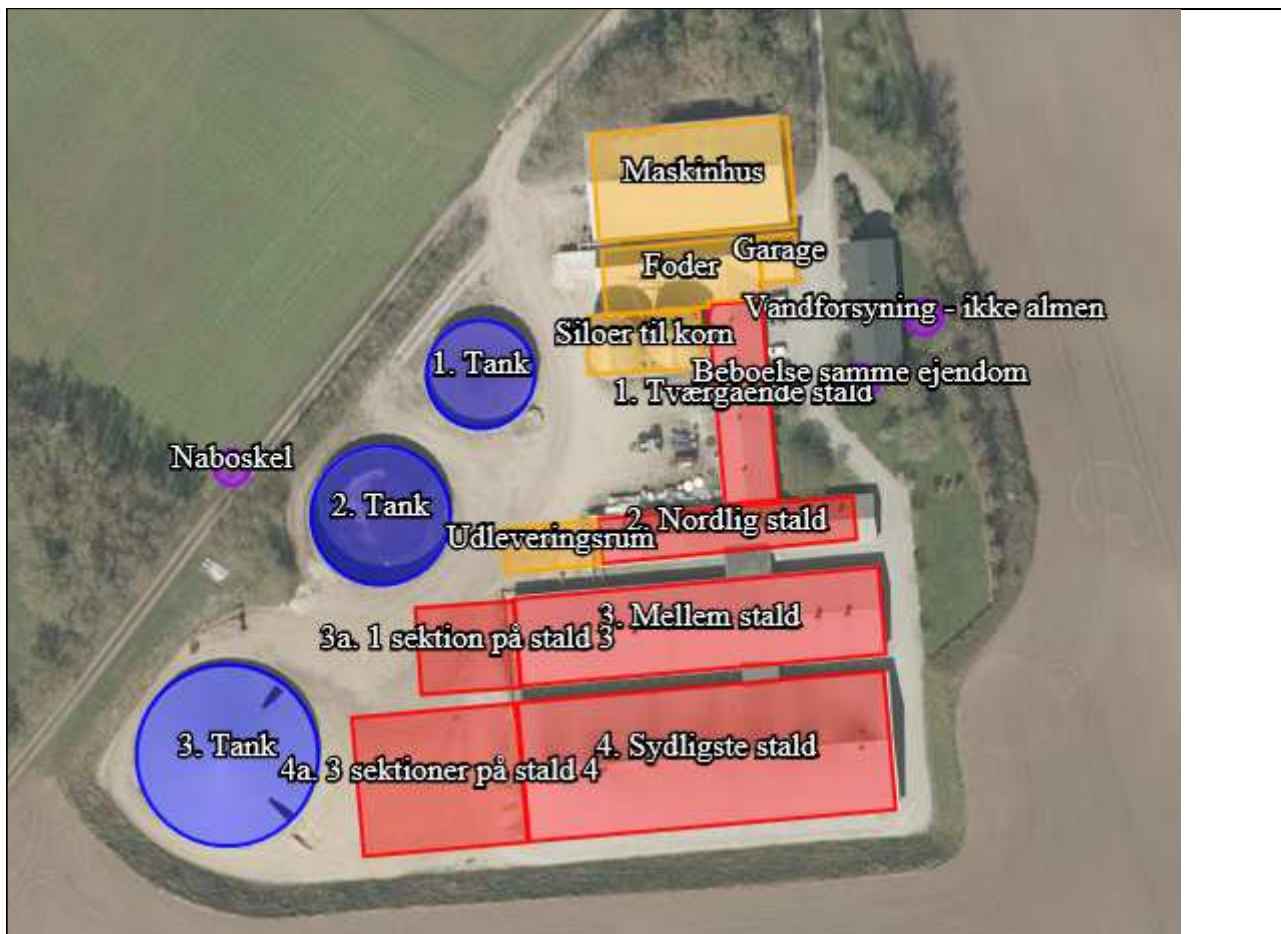 Maskinhus
Garage
Foder
Vandforsyning - ikke almen
Siloer til korn
1. Tank
Beboelse samme ejendom
1. Tværgående stald
Naboskel
2. Tank
2. Nordlig stald
Udleveringsrum
3. Mellem stald
3a. 1 sektion på stald 3
3. Tank
4. Sydligste stald
4a. 3 sektioner på stald 4